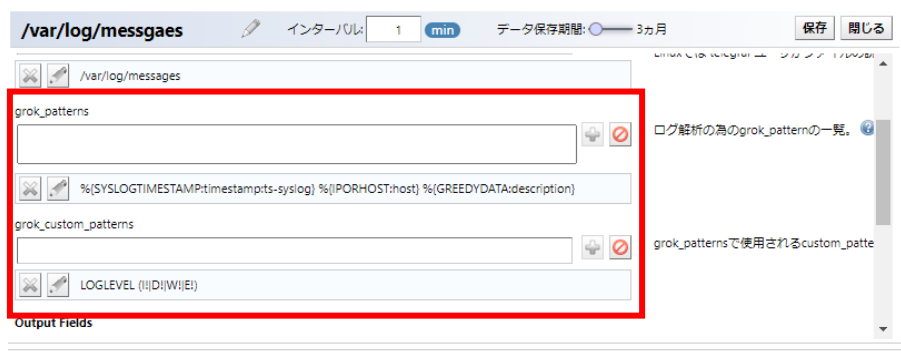 /var/log/messgaes インターバル: 1 min データ保存期間: 3ヵ月 保存 閉じる
/var/log/messages
grok_patterns
ログ解析の為のgrok_patternの一覧。
%{SYSLOGTIMESTAMP:timestamp:ts-syslog} %{IPORHOST:host} %{GREEDYDATA:description}
grok_custom_patterns
grok_patternsで使用されるcustom_patte
LOGLEVEL (I!|D!|W!|E!)
Output Fields